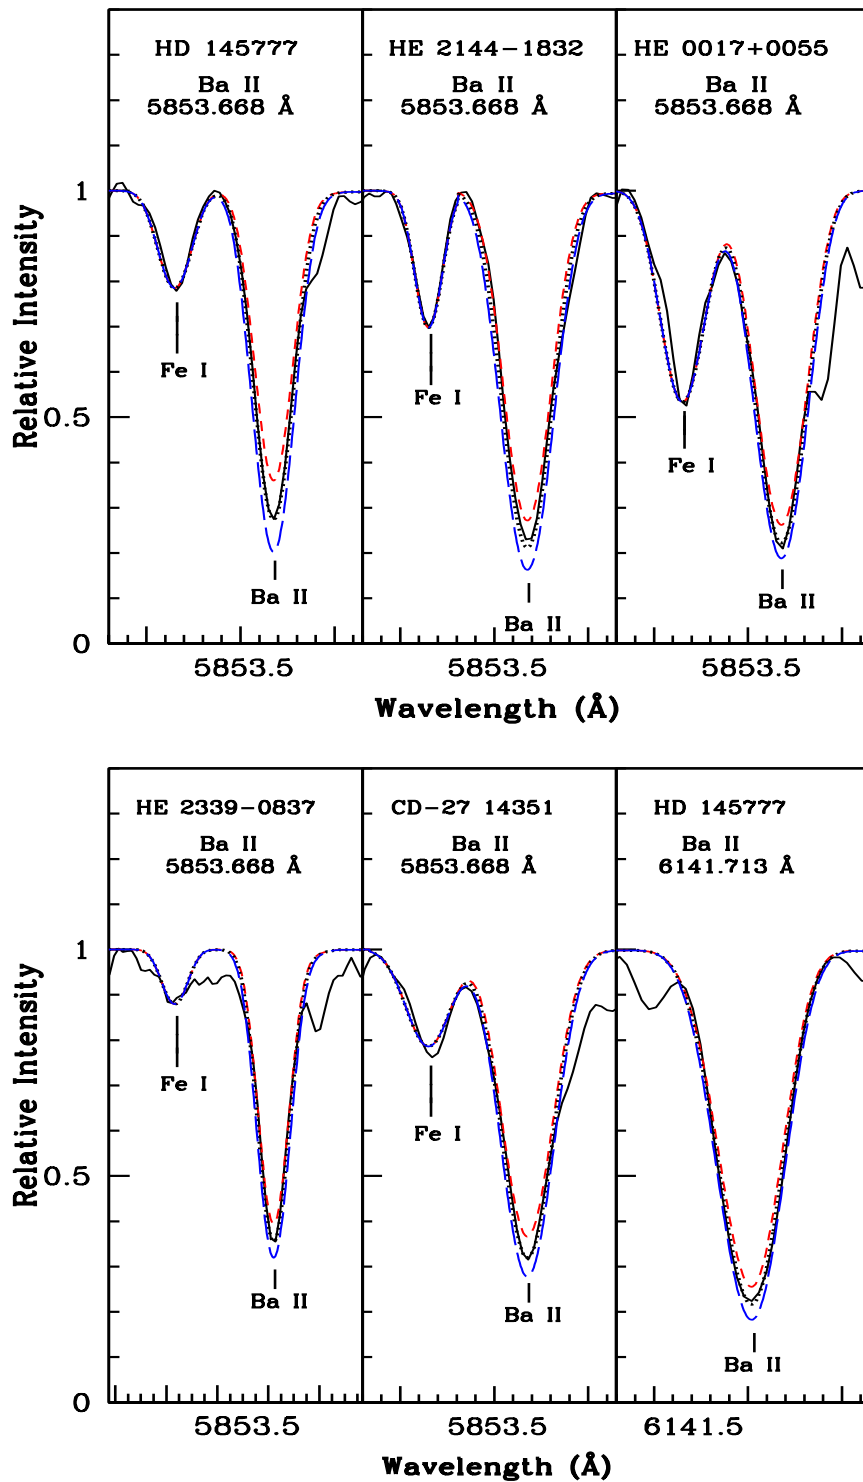 HD 145777
Ba II
5853.668 Å
HE 2144-1832
Ba II
5853.668 Å
HE 0017+0055
Ba II
5853.668 Å
Relative Intensity
1
0.5
0
Fe I
Ba II
Fe I
Ba II
Fe I
Ba II
5853.5
5853.5
5853.5
Wavelength (Å)
HE 2339-0837
Ba II
5853.668 Å
CD-27 14351
Ba II
5853.668 Å
HD 145777
Ba II
6141.713 Å
Relative Intensity
1
0.5
0
Fe I
Ba II
Fe I
Ba II
Ba II
5853.5
5853.5
6141.5
Wavelength (Å)